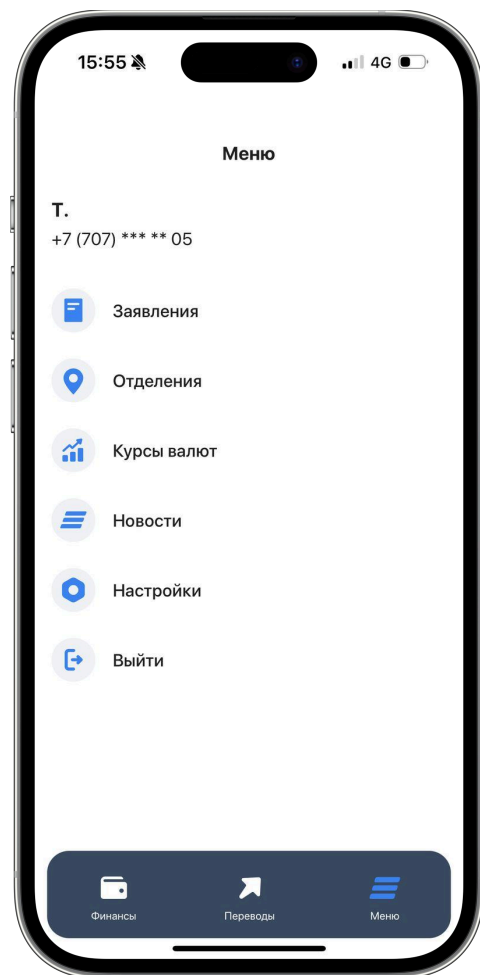 15:55
4G
Меню
Т.
+7 (707) *** ** 05
Заявления
Отделения
Курсы валют
Новости
Настройки
Выйти
Финансы
Переводы
Меню